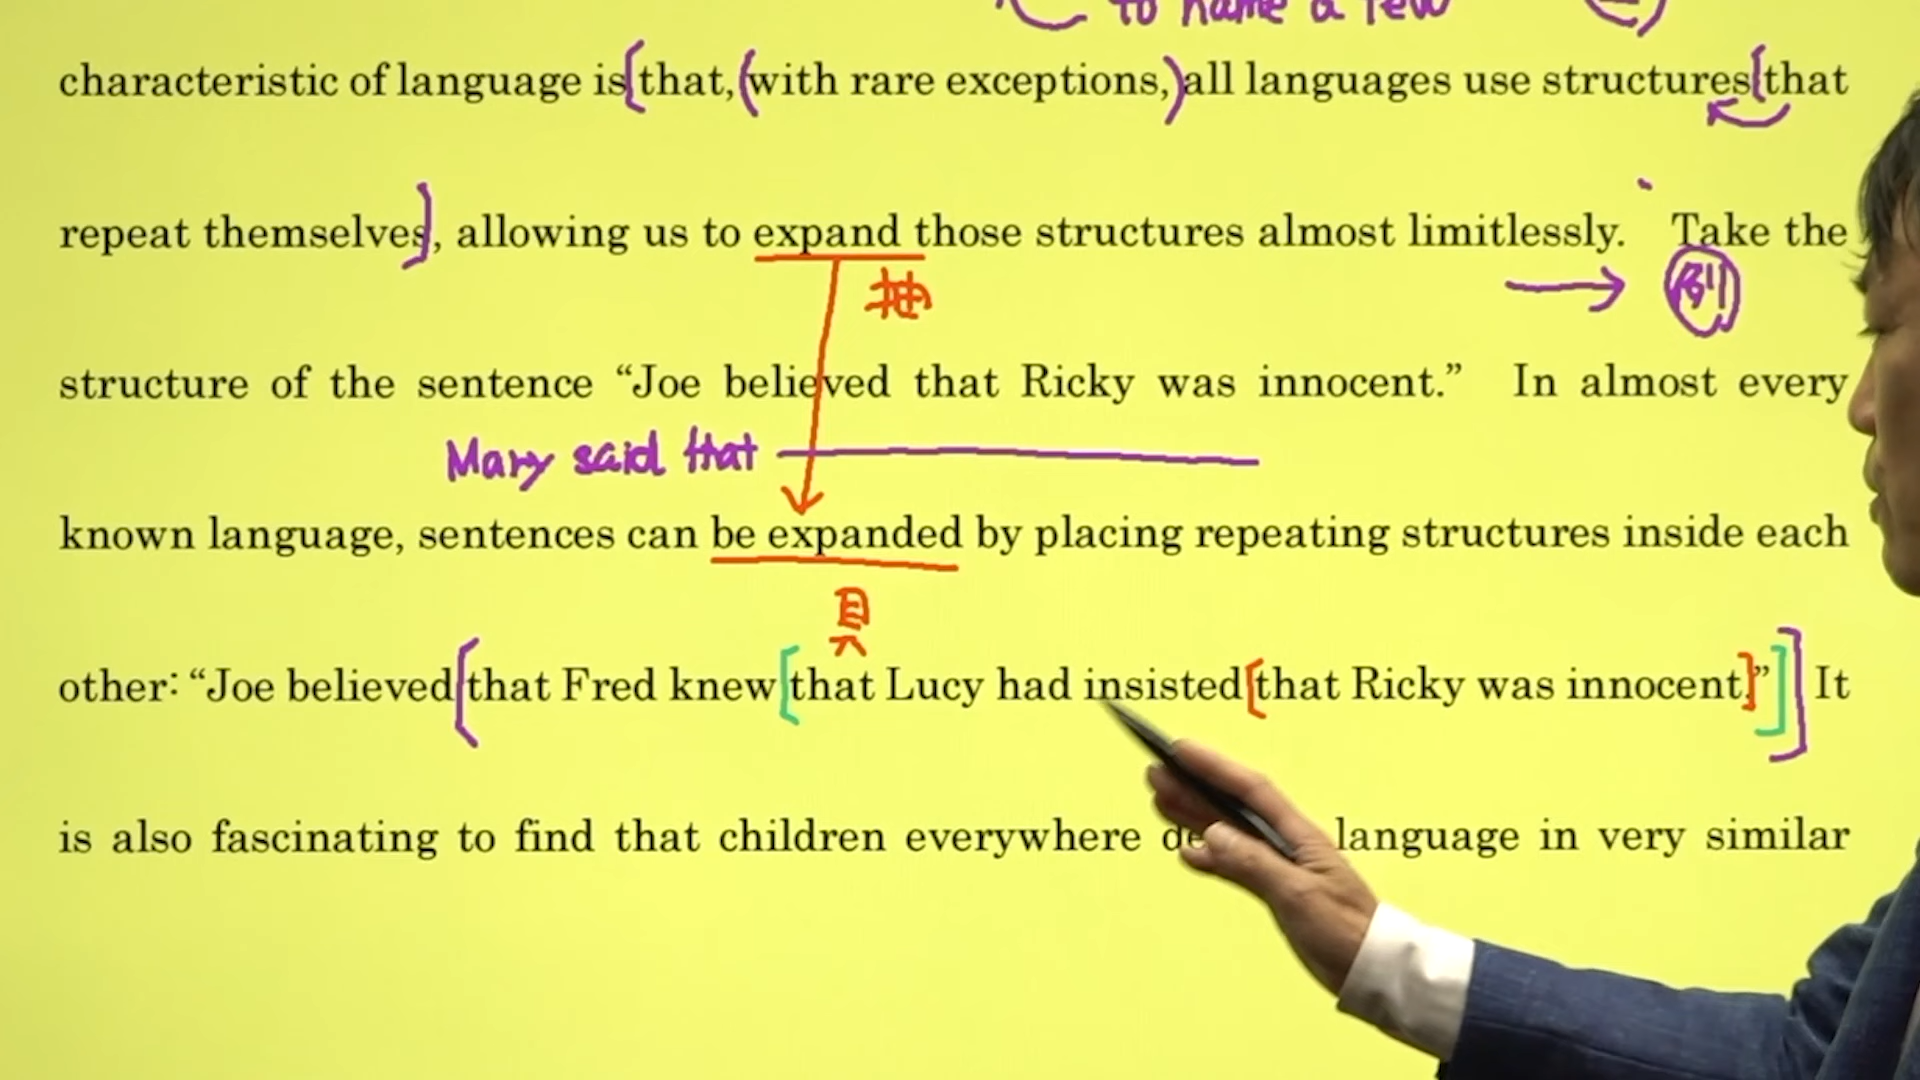 to name a few
characteristic of language is [that, (with rare exceptions,) all languages use structures [that
repeat themselves], allowing us to expand those structures almost limitlessly. Take the
抽
例
structure of the sentence “Joe believed that Ricky was innocent.” In almost every
Mary said that
known language, sentences can be expanded by placing repeating structures inside each
具
other: “Joe believed [that Fred knew [that Lucy had insisted [that Ricky was innocent.]”]] It
is also fascinating to find that children everywhere language in very similar